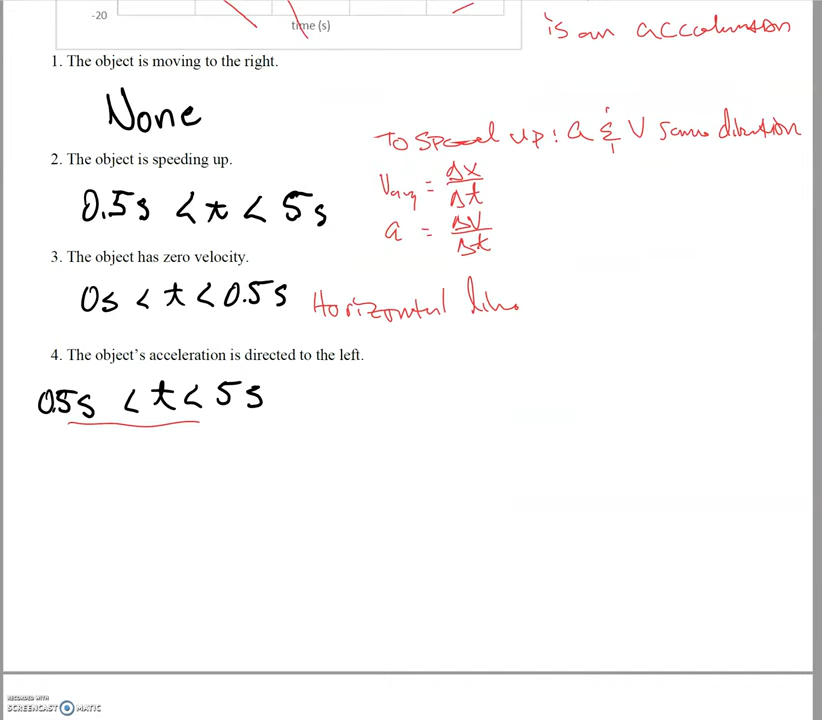 -20
time (s)
is an acceleration
1. The object is moving to the right.
None
To Speed up: a & V same direction
2. The object is speeding up.
Vavg = Δx/Δt
0.5s < t < 5s
a = ΔV/Δt
3. The object has zero velocity.
0s < t < 0.5s Horizontal line
4. The object's acceleration is directed to the left.
0.5s < t < 5s
RECORDED WITH
SCREENCAST MATIC